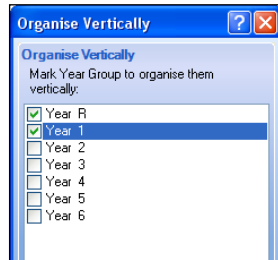 Organise Vertically
Organise Vertically
Mark Year Group to organise them
vertically:
Year R
Year 1
Year 2
Year 3
Year 4
Year 5
Year 6